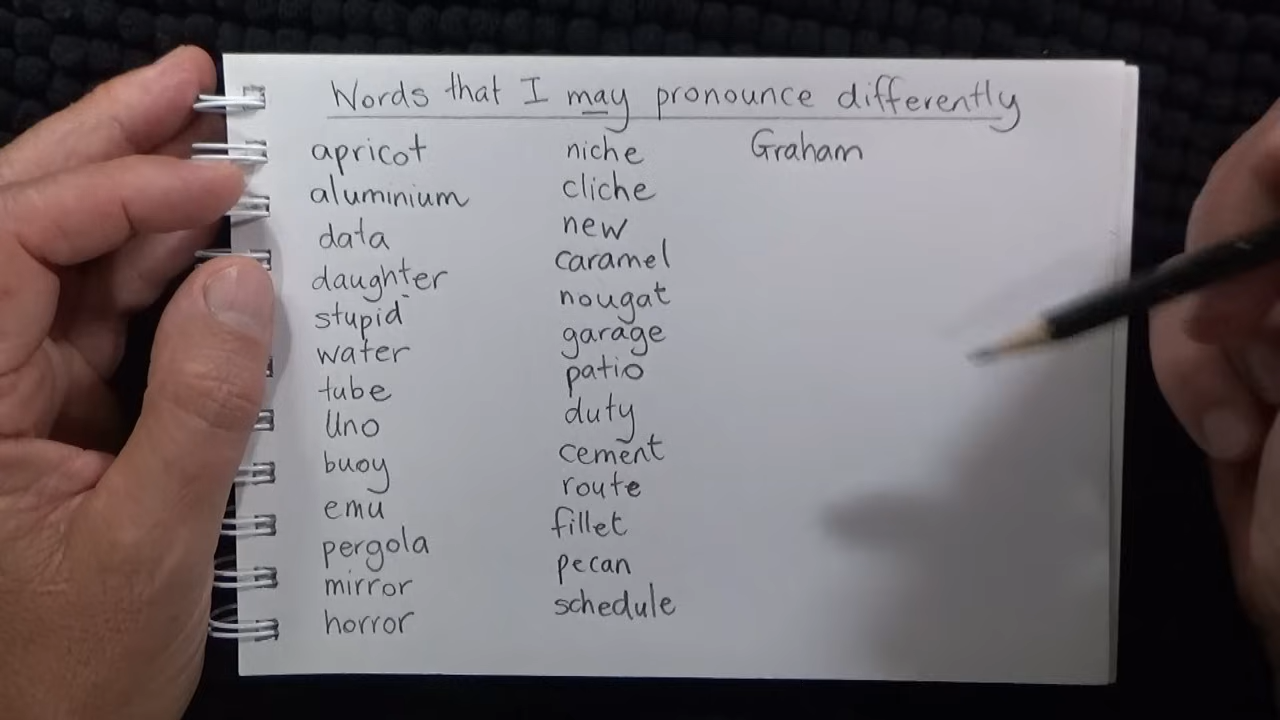 Words that I may pronounce differently
apricot
aluminium
data
daughter
stupid
water
tube
Uno
buoy
emu
pergola
mirror
horror
niche
cliche
new
caramel
nougat
garage
patio
duty
cement
route
fillet
pecan
schedule
Graham